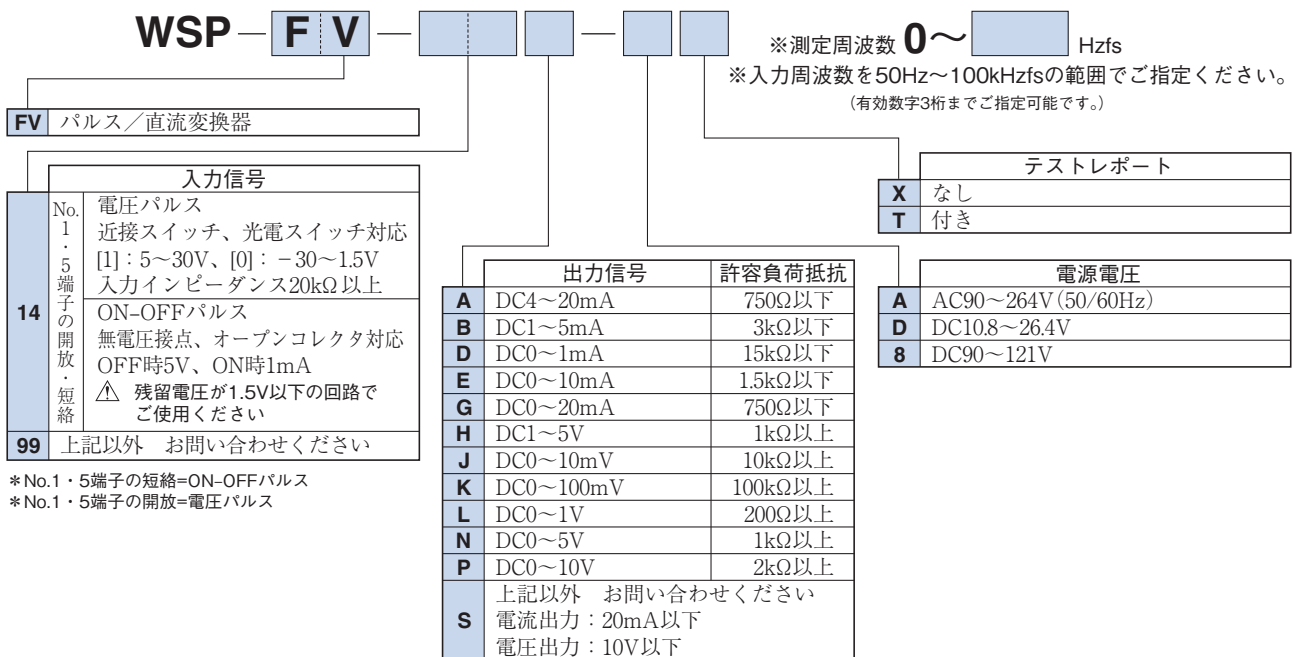 WSP-FV-
※測定周波数 0～ Hzfs
※入力周波数を50Hz～100kHzfsの範囲でご指定ください。
(有効数字3桁までご指定可能です。)
FV パルス／直流変換器
入力信号
14
No.1・5端子の開放・短絡
電圧パルス
近接スイッチ、光電スイッチ対応
[1]：5～30V、[0]：－30～1.5V
入力インピーダンス20kΩ以上
ON-OFFパルス
無電圧接点、オープンコレクタ対応
OFF時5V、ON時1mA
⚠ 残留電圧が1.5V以下の回路で
ご使用ください
99 上記以外 お問い合わせください
＊No.1・5端子の短絡=ON-OFFパルス
＊No.1・5端子の開放=電圧パルス
出力信号 許容負荷抵抗
A DC4～20mA 750Ω以下
B DC1～5mA 3kΩ以下
D DC0～1mA 15kΩ以下
E DC0～10mA 1.5kΩ以下
G DC0～20mA 750Ω以下
H DC1～5V 1kΩ以上
J DC0～10mV 10kΩ以上
K DC0～100mV 100kΩ以上
L DC0～1V 200Ω以上
N DC0～5V 1kΩ以上
P DC0～10V 2kΩ以上
S
上記以外 お問い合わせください
電流出力：20mA以下
電圧出力：10V以下
テストレポート
X なし
T 付き
電源電圧
A AC90～264V(50/60Hz)
D DC10.8～26.4V
8 DC90～121V